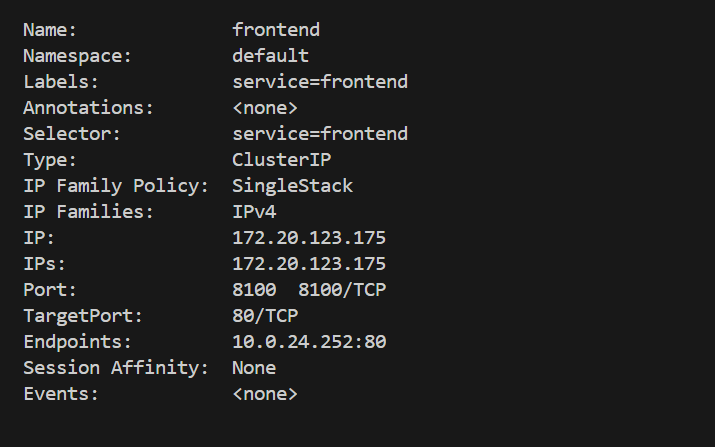 Name: frontend
Namespace: default
Labels: service=frontend
Annotations: <none>
Selector: service=frontend
Type: ClusterIP
IP Family Policy: SingleStack
IP Families: IPv4
IP: 172.20.123.175
IPs: 172.20.123.175
Port: 8100 8100/TCP
TargetPort: 80/TCP
Endpoints: 10.0.24.252:80
Session Affinity: None
Events: <none>